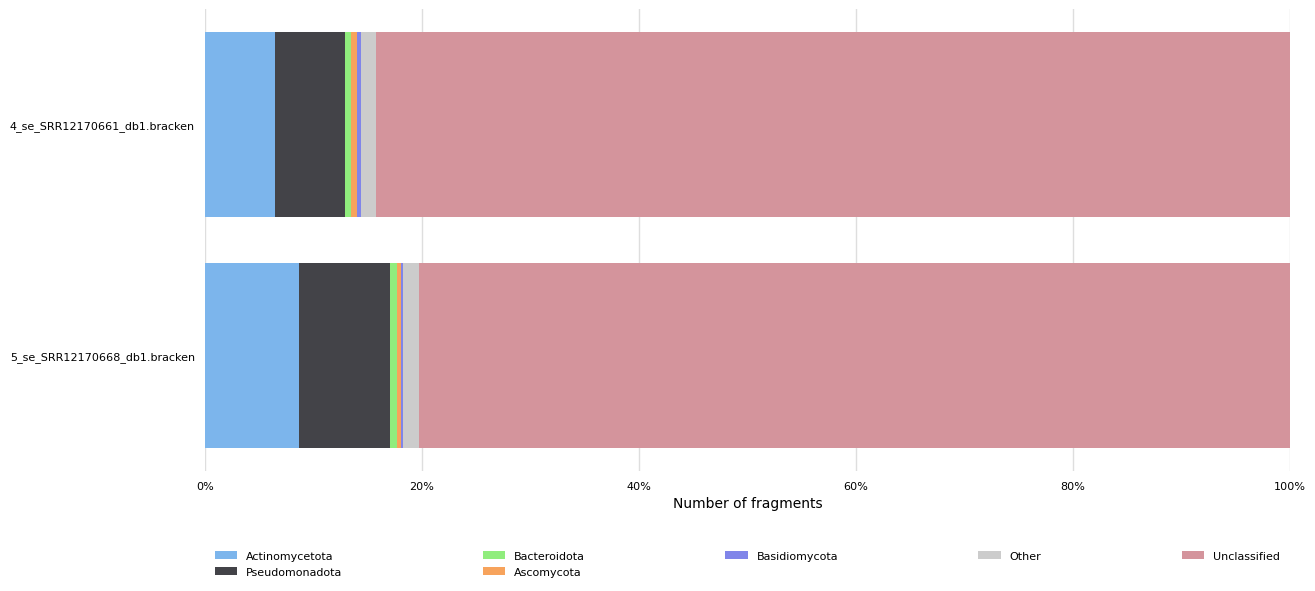 4_se_SRR12170661_db1.bracken
5_se_SRR12170668_db1.bracken
0% 20% 40% 60% 80% 100%
Number of fragments
Actinomycetota Bacteroidota Basidiomycota Other Unclassified
Pseudomonadota Ascomycota